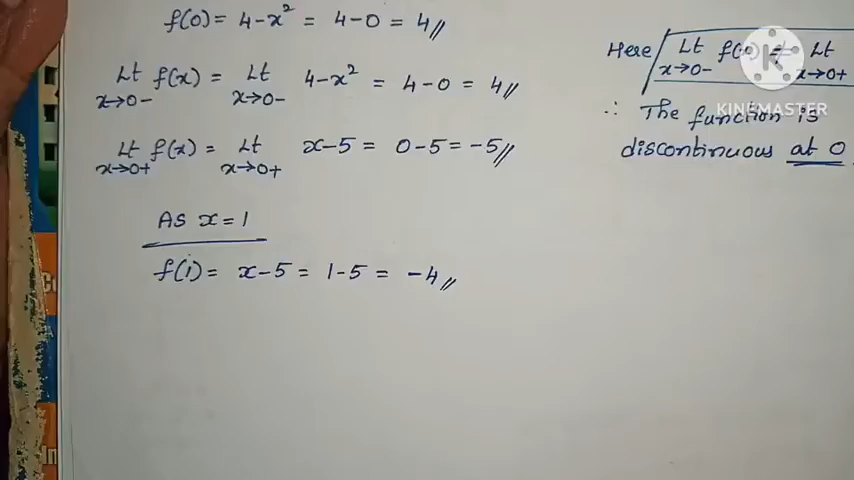 f(0) = 4-x² = 4-0 = 4//
Lt x→0- f(x) = Lt x→0- 4-x² = 4-0 = 4//
Lt x→0+ f(x) = Lt x→0+ x-5 = 0-5 = -5//
As x=1
f(1) = x-5 = 1-5 = -4//
Here Lt x→0- f(x) ≠ Lt x→0+
∴ The function is
discontinuous at 0
KINEMASTER